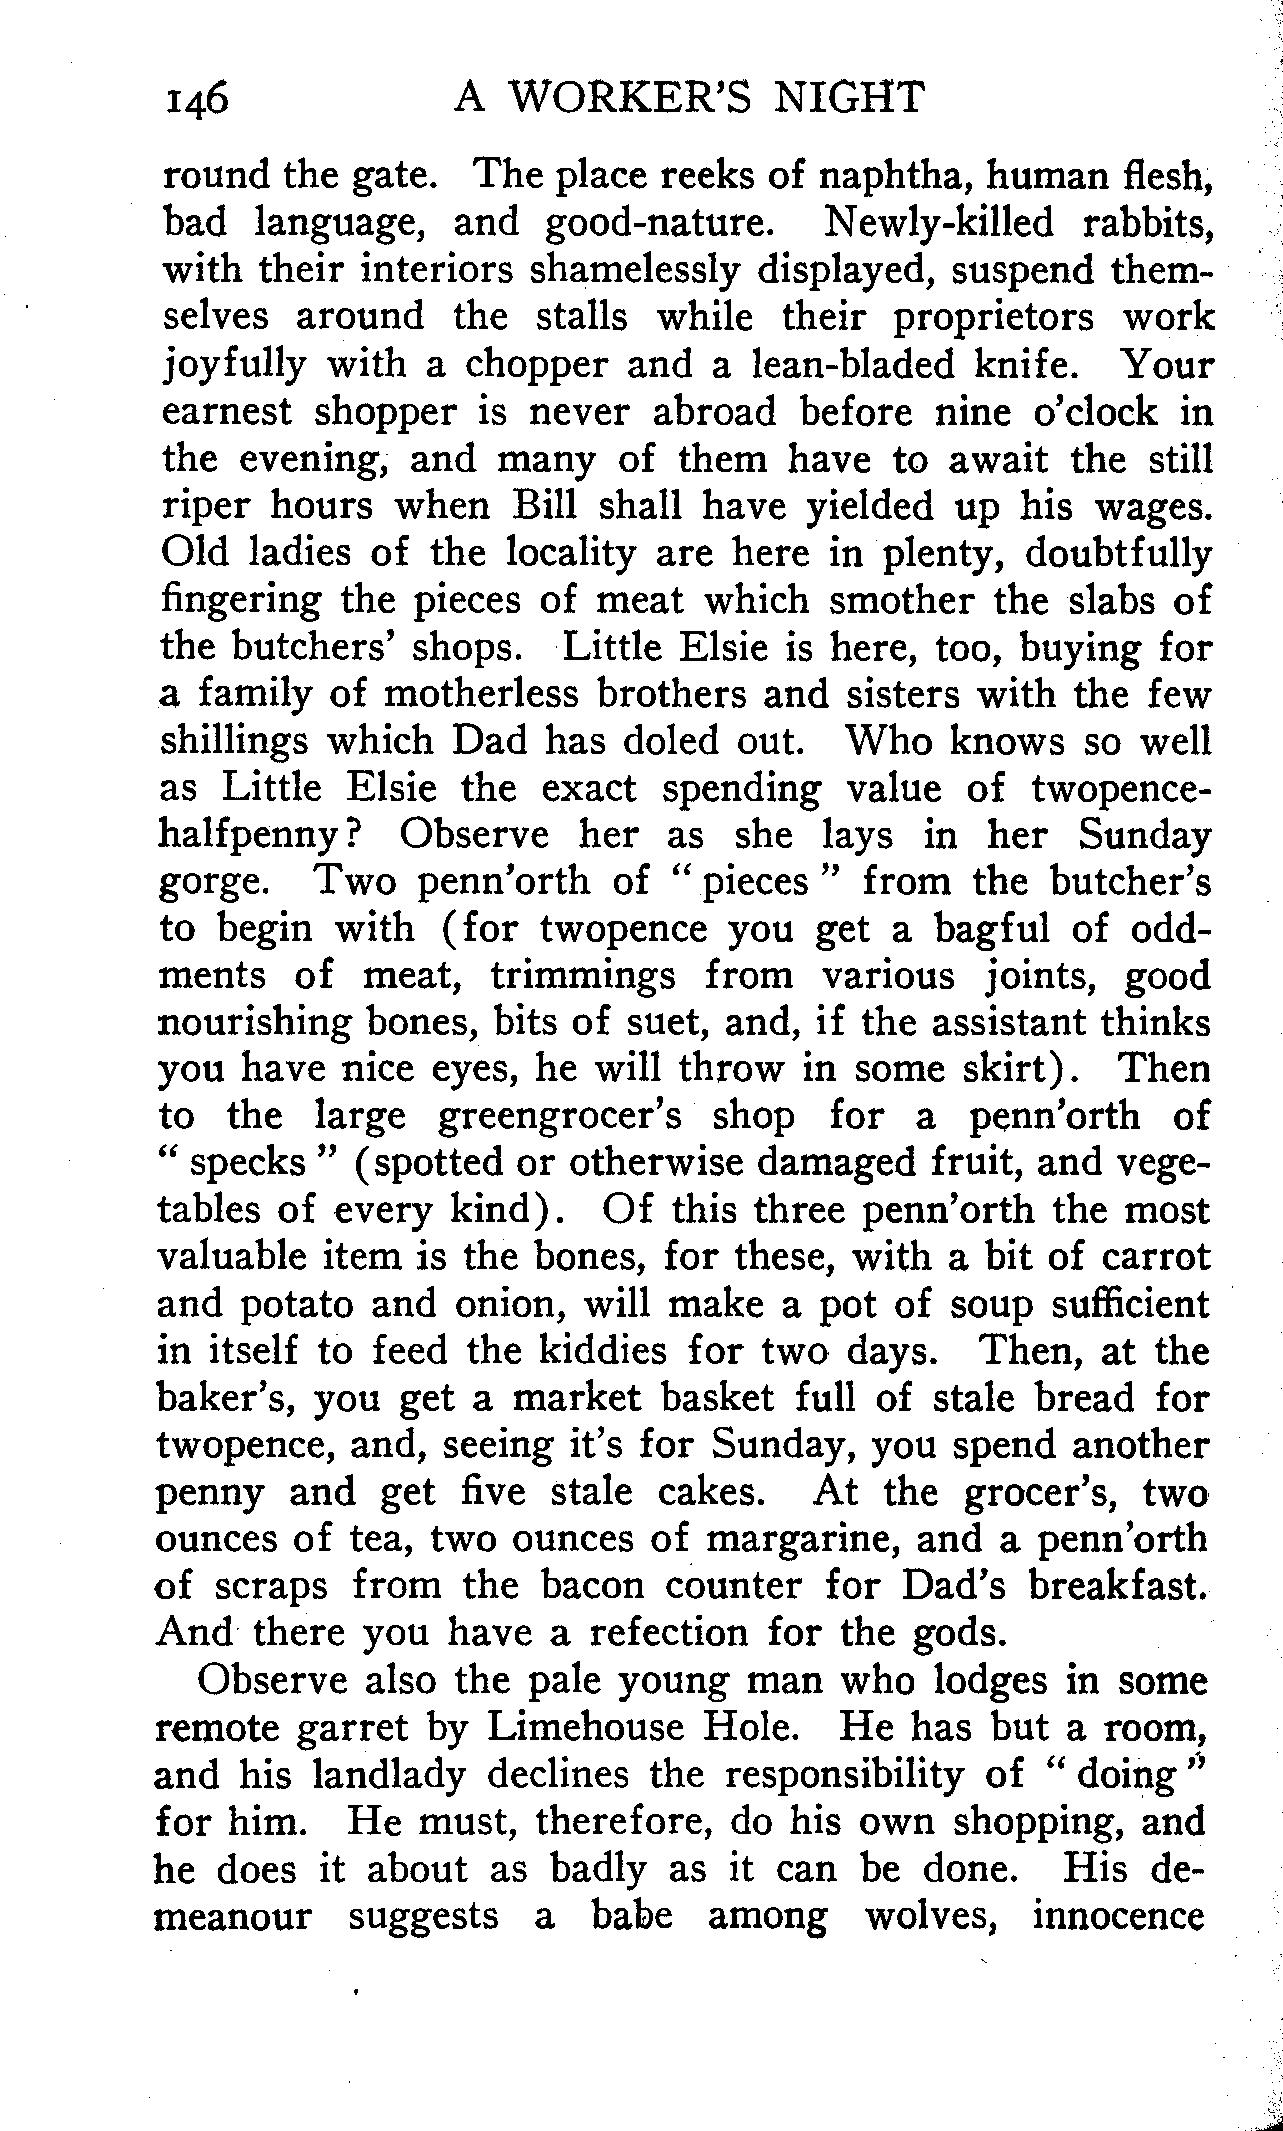 146 A WORKER'S NIGHT
round the gate. The place reeks of naphtha, human flesh,
bad language, and good-nature. Newly-killed rabbits,
with their interiors shamelessly displayed, suspend them-
selves around the stalls while their proprietors work
joyfully with a chopper and a lean-bladed knife. Your
earnest shopper is never abroad before nine o'clock in
the evening, and many of them have to await the still
riper hours when Bill shall have yielded up his wages.
Old ladies of the locality are here in plenty, doubtfully
fingering the pieces of meat which smother the slabs of
the butchers' shops. Little Elsie is here, too, buying for
a family of motherless brothers and sisters with the few
shillings which Dad has doled out. Who knows so well
as Little Elsie the exact spending value of twopence-
halfpenny? Observe her as she lays in her Sunday
gorge. Two penn'orth of " pieces " from the butcher's
to begin with (for twopence you get a bagful of odd-
ments of meat, trimmings from various joints, good
nourishing bones, bits of suet, and, if the assistant thinks
you have nice eyes, he will throw in some skirt). Then
to the large greengrocer's shop for a penn'orth of
" specks " (spotted or otherwise damaged fruit, and vege-
tables of every kind). Of this three penn'orth the most
valuable item is the bones, for these, with a bit of carrot
and potato and onion, will make a pot of soup sufficient
in itself to feed the kiddies for two days. Then, at the
baker's, you get a market basket full of stale bread for
twopence, and, seeing it's for Sunday, you spend another
penny and get five stale cakes. At the grocer's, two
ounces of tea, two ounces of margarine, and a penn'orth
of scraps from the bacon counter for Dad's breakfast.
And there you have a refection for the gods.
Observe also the pale young man who lodges in some
remote garret by Limehouse Hole. He has but a room,
and his landlady declines the responsibility of " doing "
for him. He must, therefore, do his own shopping, and
he does it about as badly as it can be done. His de-
meanour suggests a babe among wolves, innocence